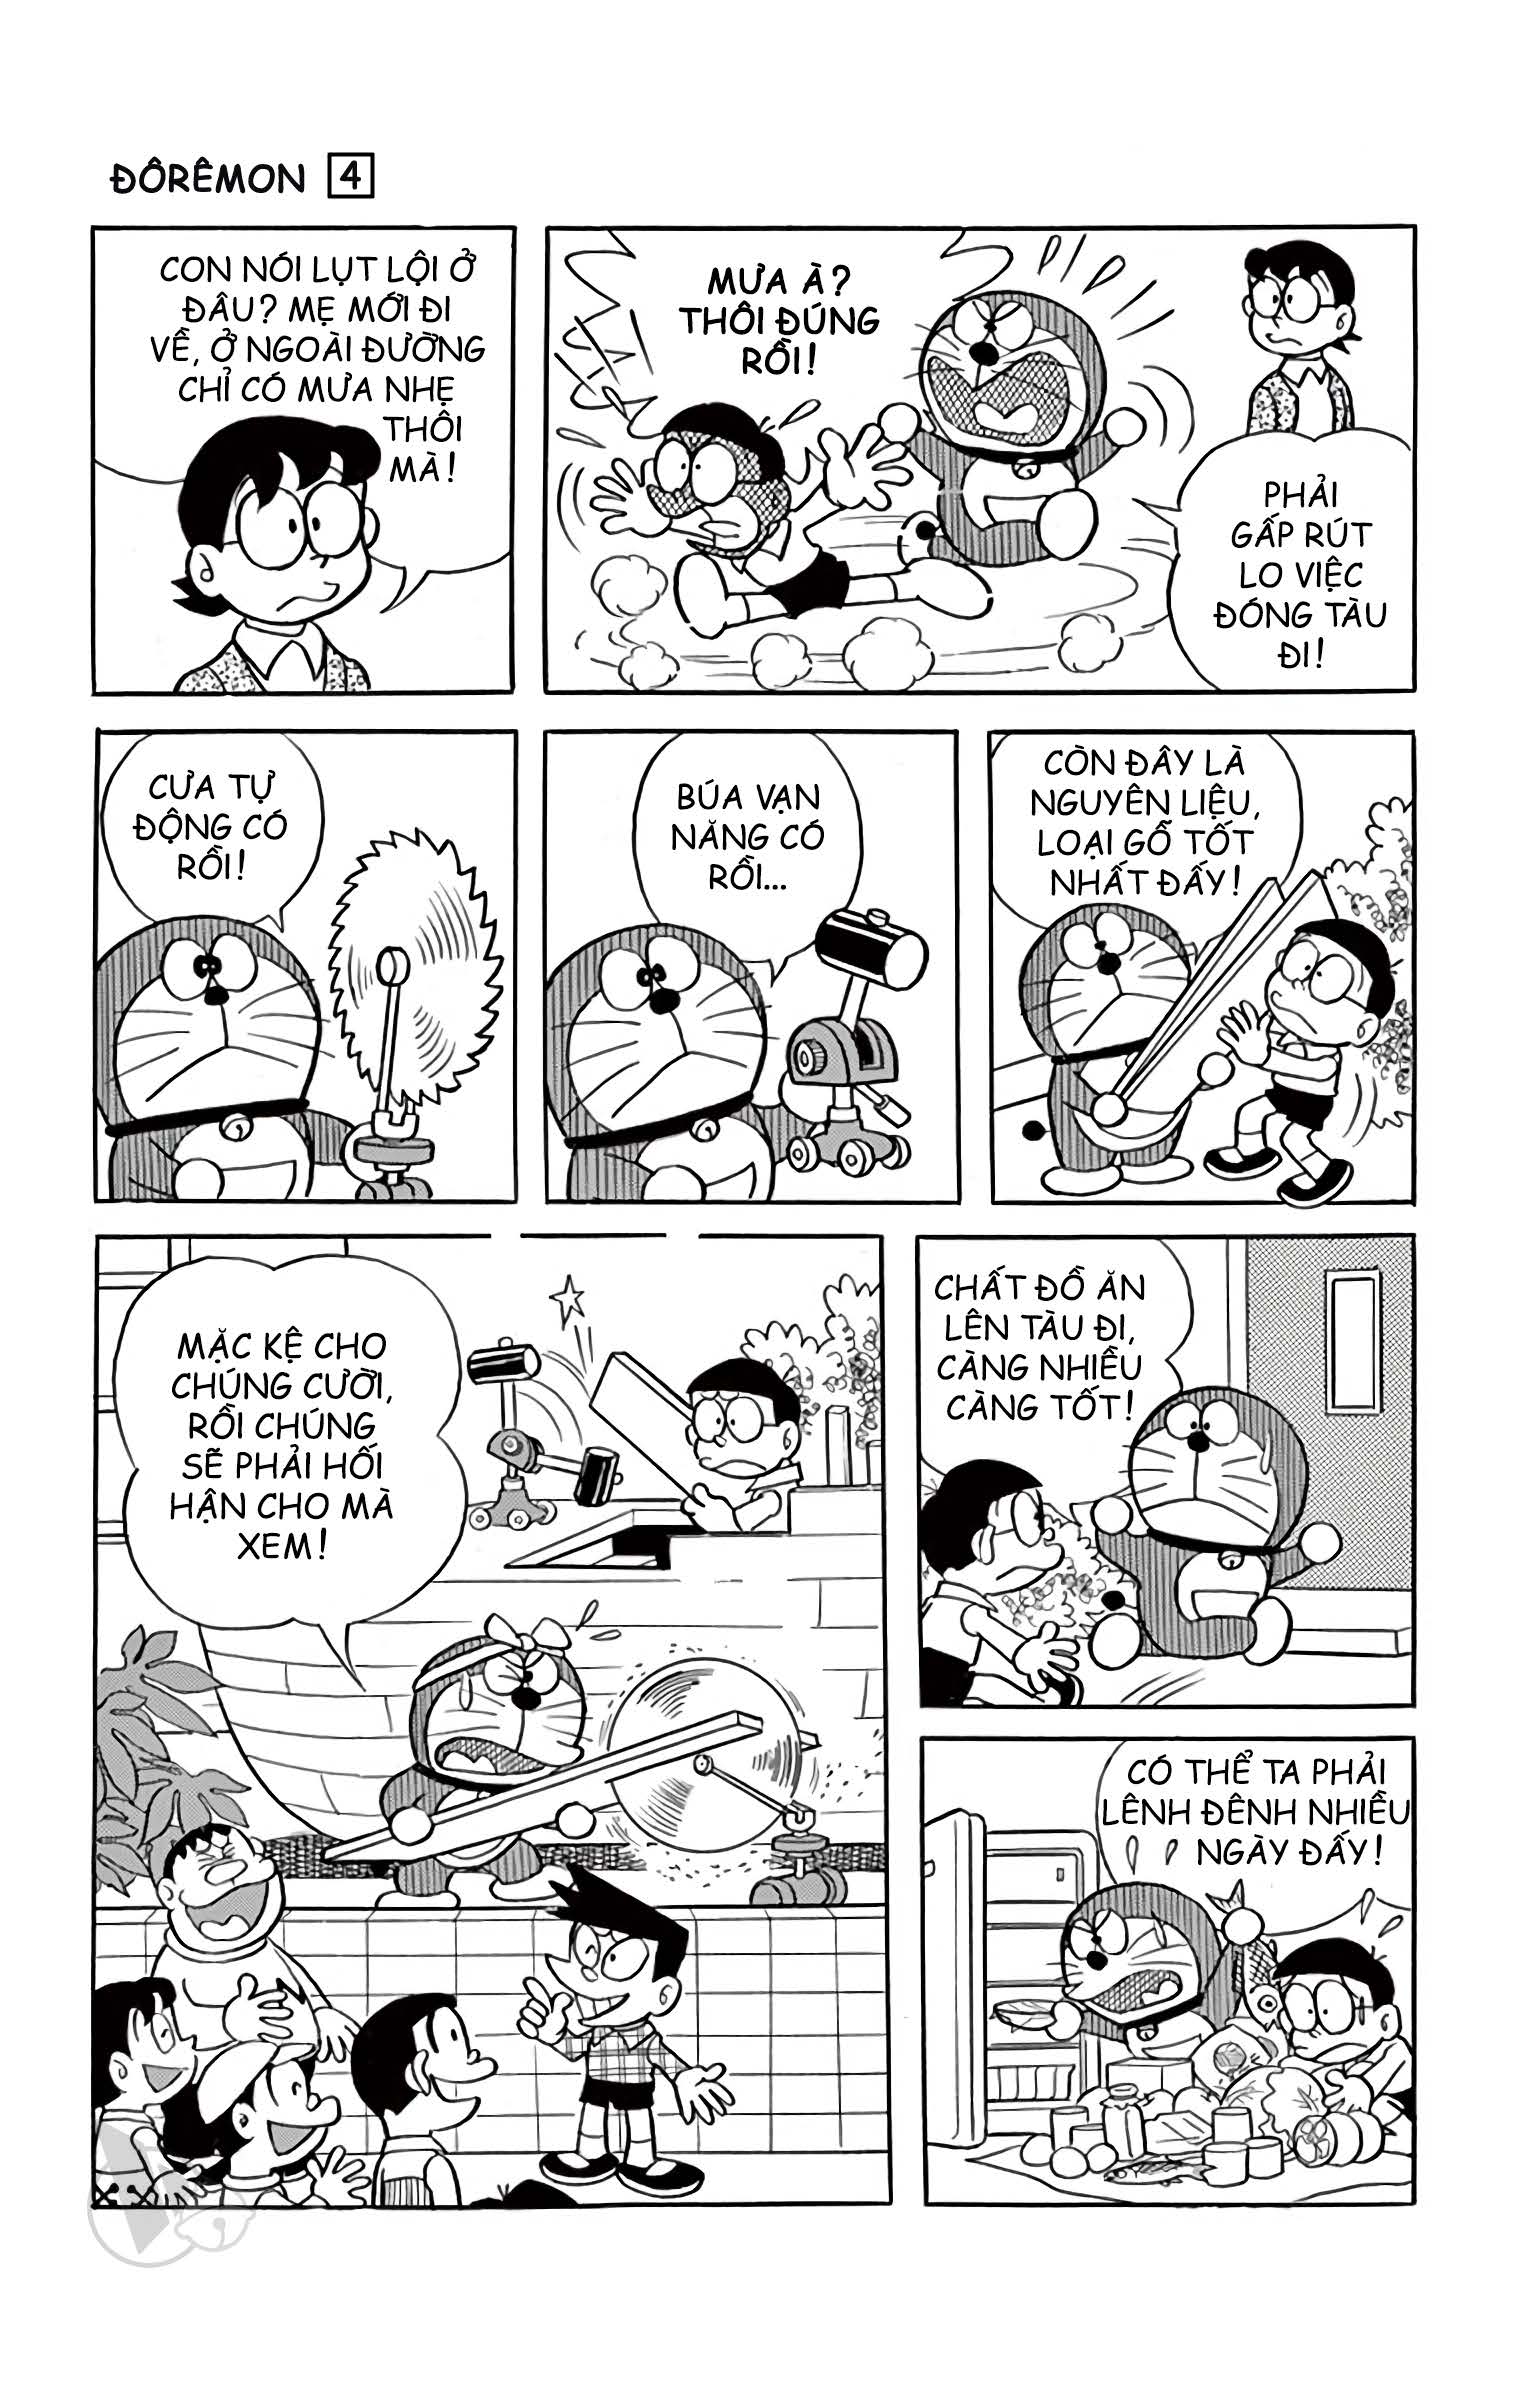 ĐÔRÊMON 4
CON NÓI LỤT LỘI Ở
ĐÂU? MẸ MỚI ĐI
VỀ, Ở NGOÀI ĐƯỜNG
CHỈ CÓ MƯA NHẸ
THÔI
MÀ!
MƯA À?
THÔI ĐÚNG
RỒI!
PHẢI
GẤP RÚT
LO VIỆC
ĐÓNG TÀU
ĐI!
CƯA TỰ
ĐỘNG CÓ
RỒI!
BÚA VẠN
NĂNG CÓ
RỒI...
CÒN ĐÂY LÀ
NGUYÊN LIỆU,
LOẠI GỖ TỐT
NHẤT ĐẤY!
MẶC KỆ CHO
CHÚNG CƯỜI,
RỒI CHÚNG
SẼ PHẢI HỐI
HẬN CHO MÀ
XEM!
CHẤT ĐỒ ĂN
LÊN TÀU ĐI,
CÀNG NHIỀU
CÀNG TỐT!
CÓ THỂ TA PHẢI
LÊNH ĐÊNH NHIỀU
NGÀY ĐẤY!